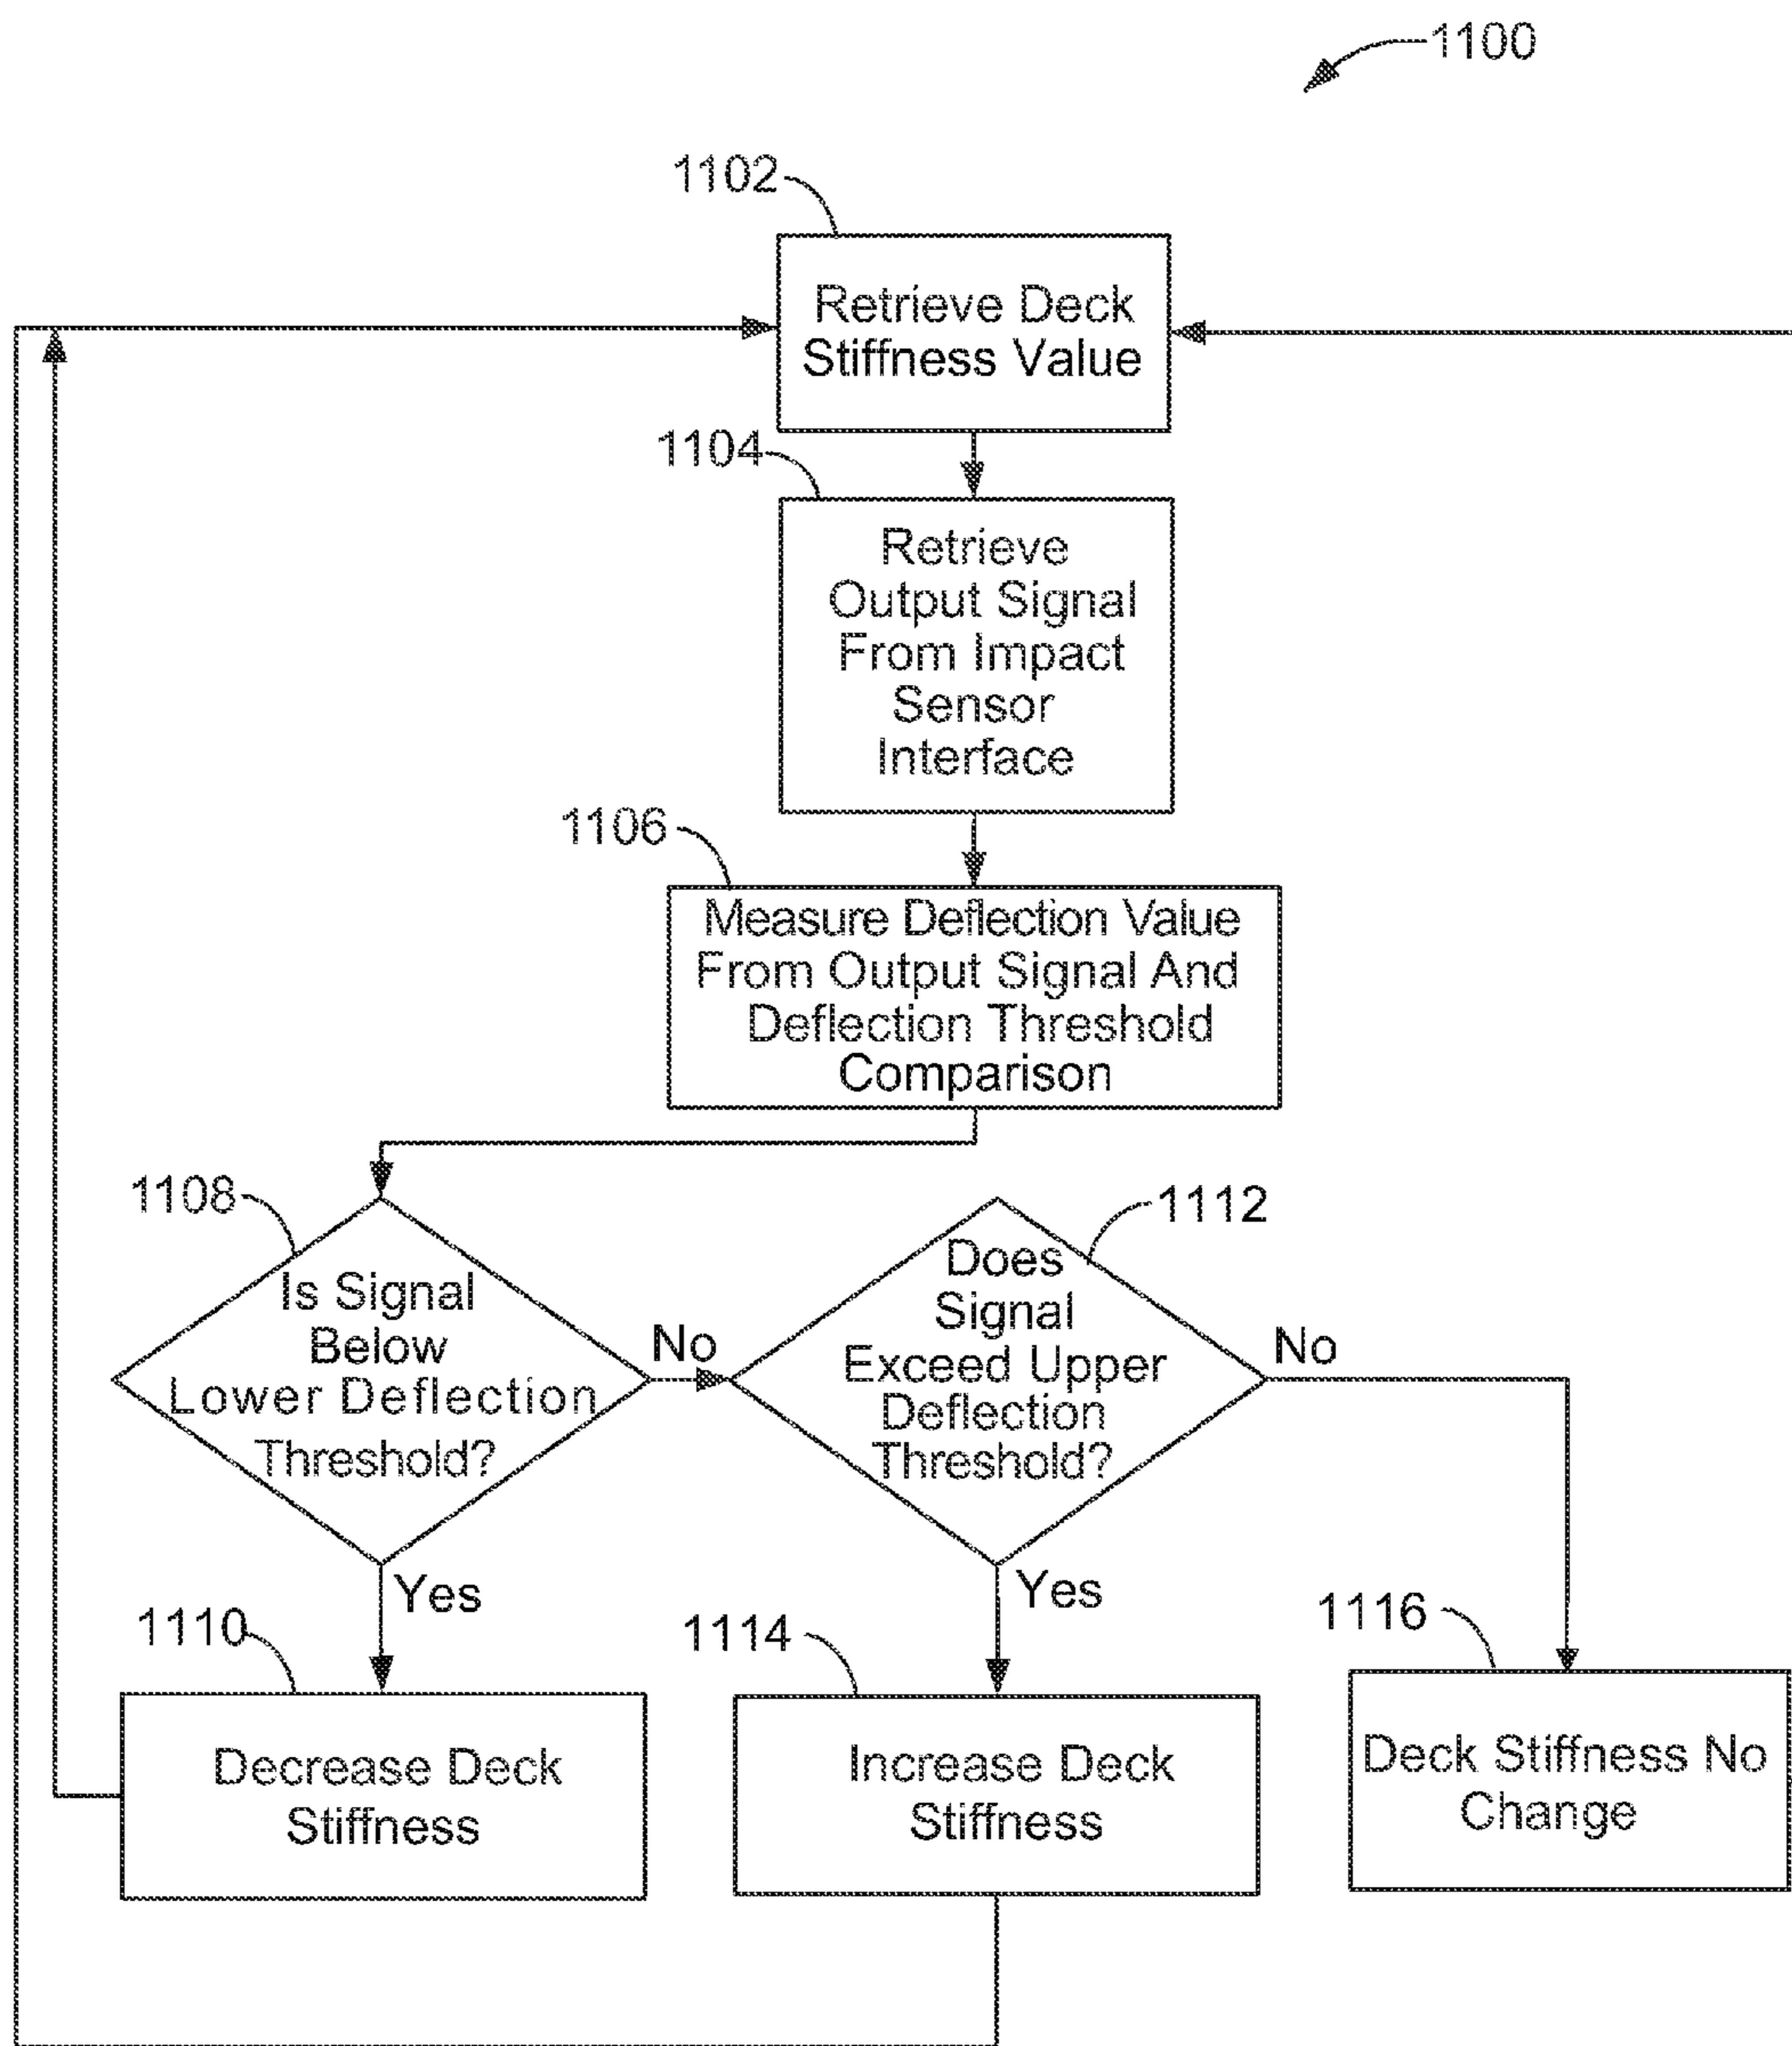 1100
1102
Retrieve Deck
Stiffness Value
1104
Retrieve
Output Signal
From Impact
Sensor
Interface
1106
Measure Deflection Value
From Output Signal And
Deflection Threshold
Comparison
1108
Is Signal
Below
Lower Deflection
Threshold?
No
1112
Does
Signal
Exceed Upper
Deflection
Threshold?
No
Yes
Yes
1110
Decrease Deck
Stiffness
1114
Increase Deck
Stiffness
1116
Deck Stiffness No
Change